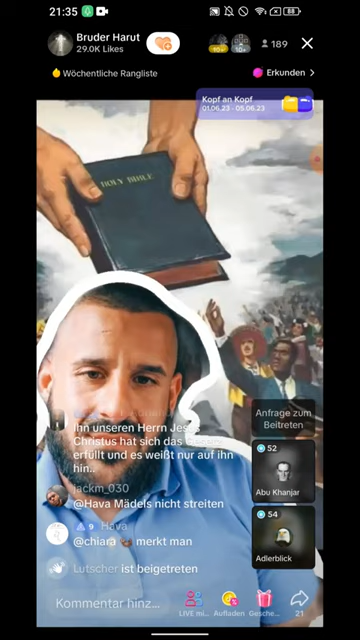 21:35
88
Bruder Harut
29.0K Likes
10+
10+
189
Wöchentliche Rangliste
Erkunden
Kopf an Kopf
01.06.23 - 05.06.23
HOLY BIBLE
Ihn unseren Herrn Jesus
Christus hat sich das
erfüllt und es weißt nur auf ihn
hin..
jackm_030
@Hava Mädels nicht streiten
9 Hava
@chiara merkt man
Lutscher ist beigetreten
Anfrage zum
Beitreten
52
Abu Khanjar
54
Adlerblick
Kommentar hinz...
LIVE mi...
Aufladen
Gesche...
21